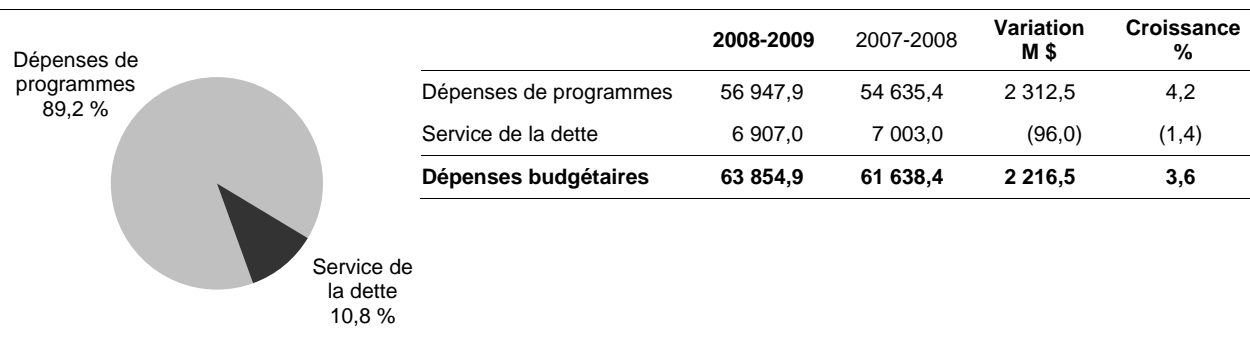 Dépenses de
programmes
89,2 %
Service de
la dette
10,8 %
2008-2009 2007-2008 Variation M $ Croissance %
Dépenses de programmes 56 947,9 54 635,4 2 312,5 4,2
Service de la dette 6 907,0 7 003,0 (96,0) (1,4)
Dépenses budgétaires 63 854,9 61 638,4 2 216,5 3,6